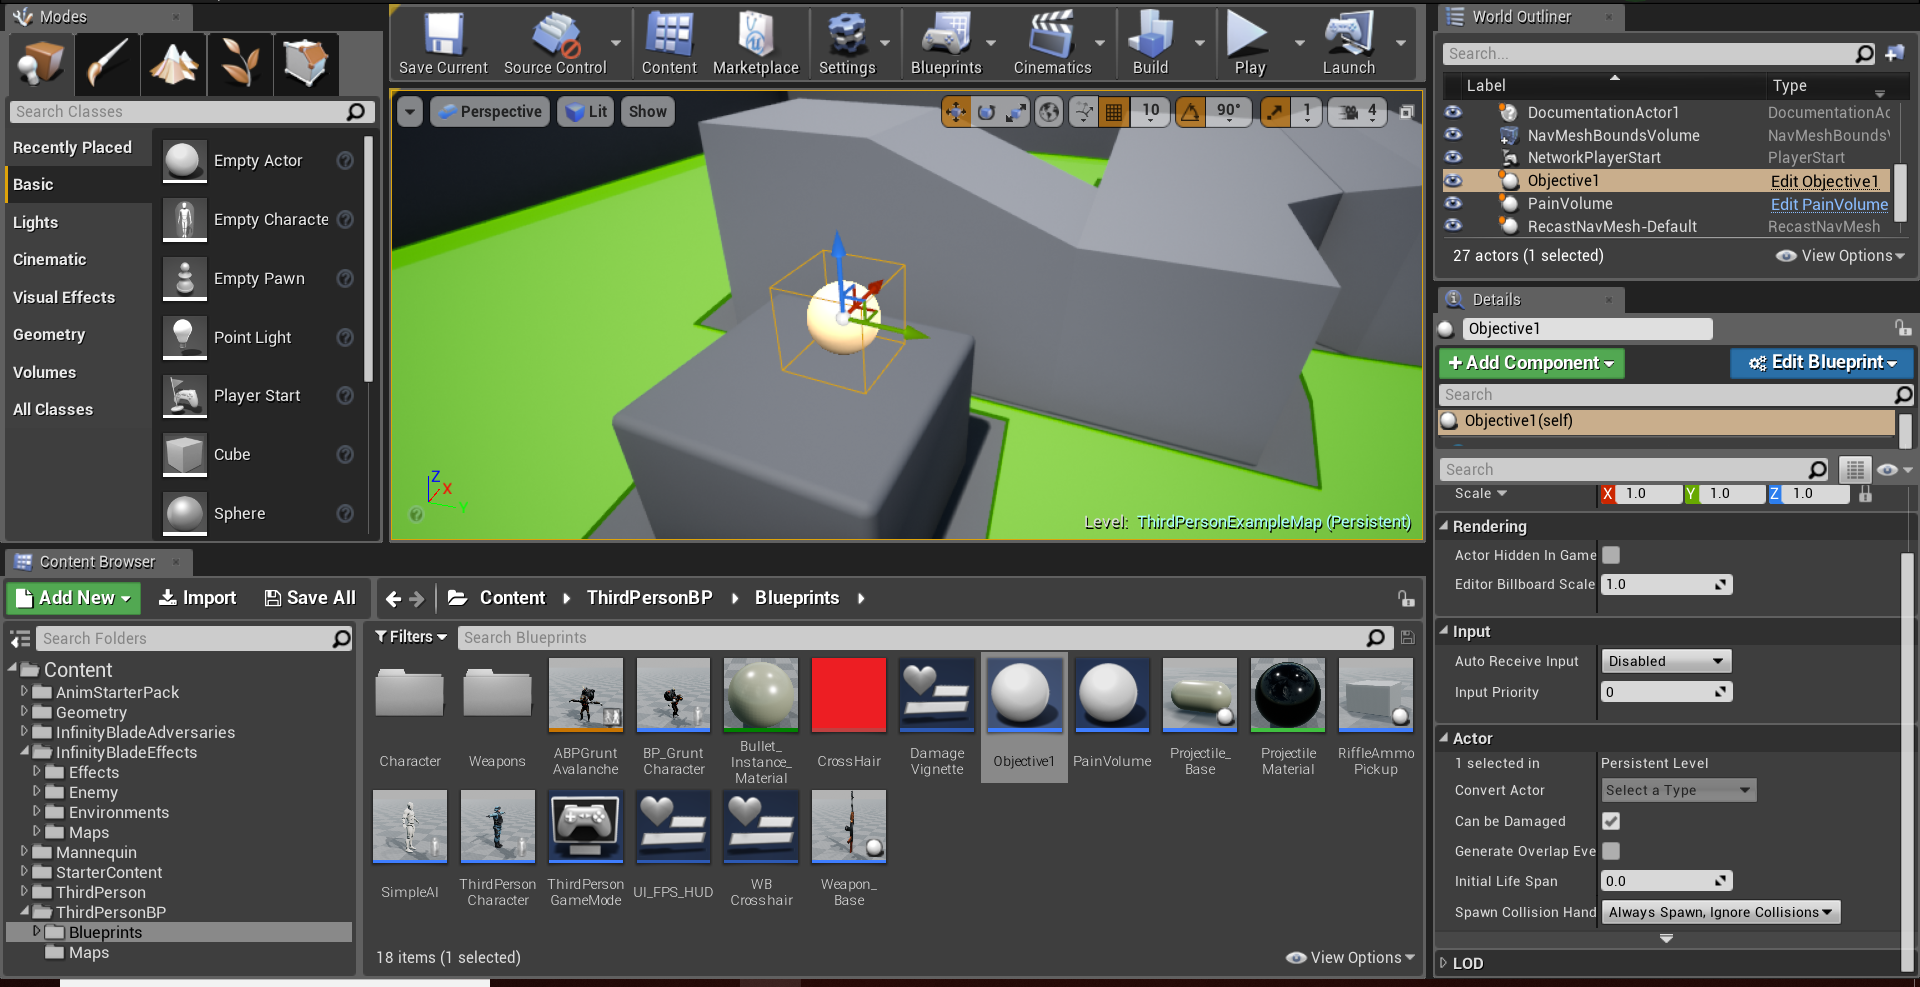 Modes
Search Classes
Recently Placed
Basic
Lights
Cinematic
Visual Effects
Geometry
Volumes
All Classes
Empty Actor
Empty Characte
Empty Pawn
Point Light
Player Start
Cube
Sphere
Save Current
Source Control
Content
Marketplace
Settings
Blueprints
Cinematics
Build
Play
Launch
Perspective
Lit
Show
10
90°
1
4
Z
X
Y
Level: ThirdPersonExampleMap (Persistent)
World Outliner
Search...
Label Type
DocumentationActor1 DocumentationAc
NavMeshBoundsVolume NavMeshBoundsV
NetworkPlayerStart PlayerStart
Objective1 Edit Objective1
PainVolume Edit PainVolume
RecastNavMesh-Default RecastNavMesh
27 actors (1 selected) View Options
Details
Objective1
+ Add Component Edit Blueprint
Search
Objective1(self)
Search
Scale X 1.0 Y 1.0 Z 1.0
Rendering
Actor Hidden In Game
Editor Billboard Scale 1.0
Input
Auto Receive Input Disabled
Input Priority 0
Actor
1 selected in Persistent Level
Convert Actor Select a Type
Can be Damaged
Generate Overlap Eve
Initial Life Span 0.0
Spawn Collision Hand Always Spawn, Ignore Collisions
LOD
Content Browser
Add New Import Save All
Content ThirdPersonBP Blueprints
Search Folders
Content
AnimStarterPack
Geometry
InfinityBladeAdversaries
InfinityBladeEffects
Effects
Enemy
Environments
Maps
Mannequin
StarterContent
ThirdPerson
ThirdPersonBP
Blueprints
Maps
Filters Search Blueprints
Character
Weapons
ABPGrunt
Avalanche
BP_Grunt
Character
Bullet_
Instance_
Material
CrossHair
Damage
Vignette
Objective1
PainVolume
Projectile_
Base
Projectile
Material
RiffleAmmo
Pickup
SimpleAI
ThirdPerson
Character
ThirdPerson
GameMode
UI_FPS_HUD
WB
Crosshair
Weapon_
Base
18 items (1 selected) View Options